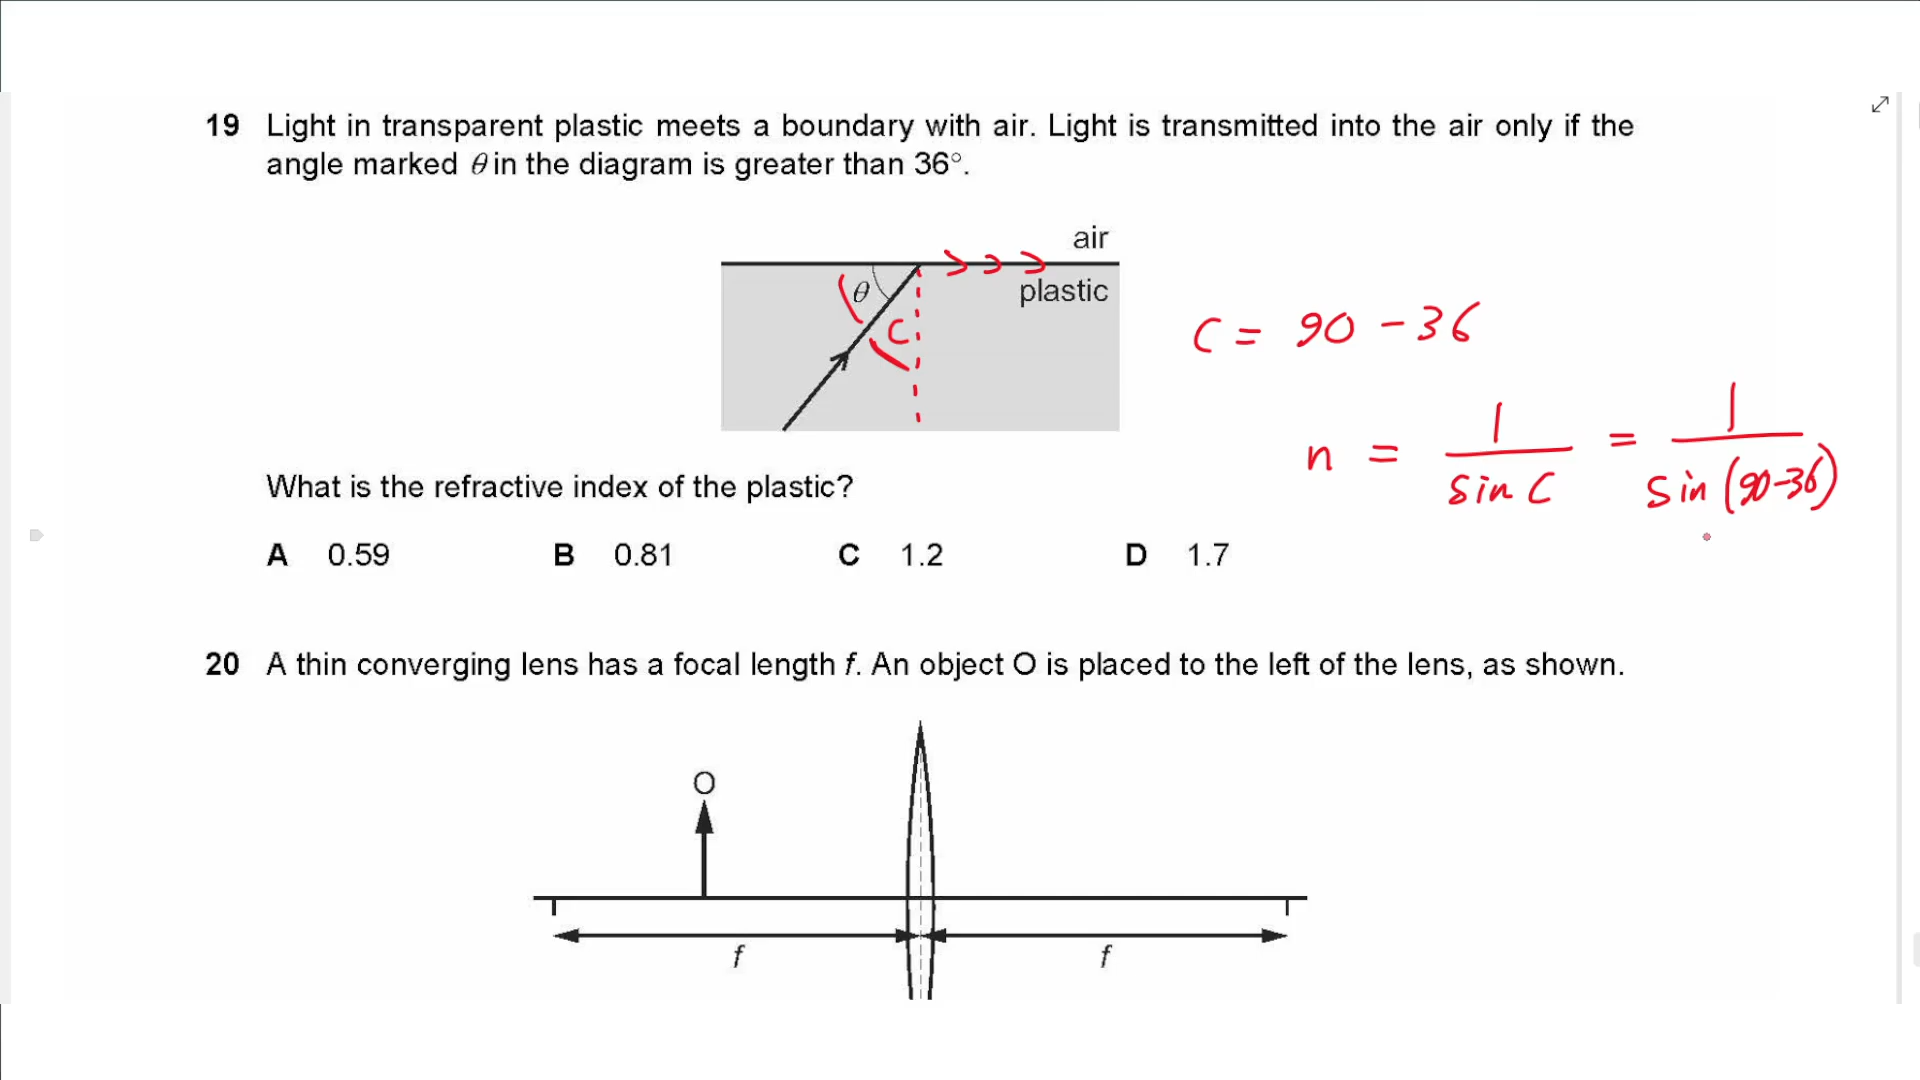 19 Light in transparent plastic meets a boundary with air. Light is transmitted into the air only if the
angle marked θ in the diagram is greater than 36°.
air
θ
plastic
C
C = 90 - 36
n = 1/sin C = 1/sin (90-36)
What is the refractive index of the plastic?
A 0.59 B 0.81 C 1.2 D 1.7
20 A thin converging lens has a focal length f. An object O is placed to the left of the lens, as shown.
O
f f